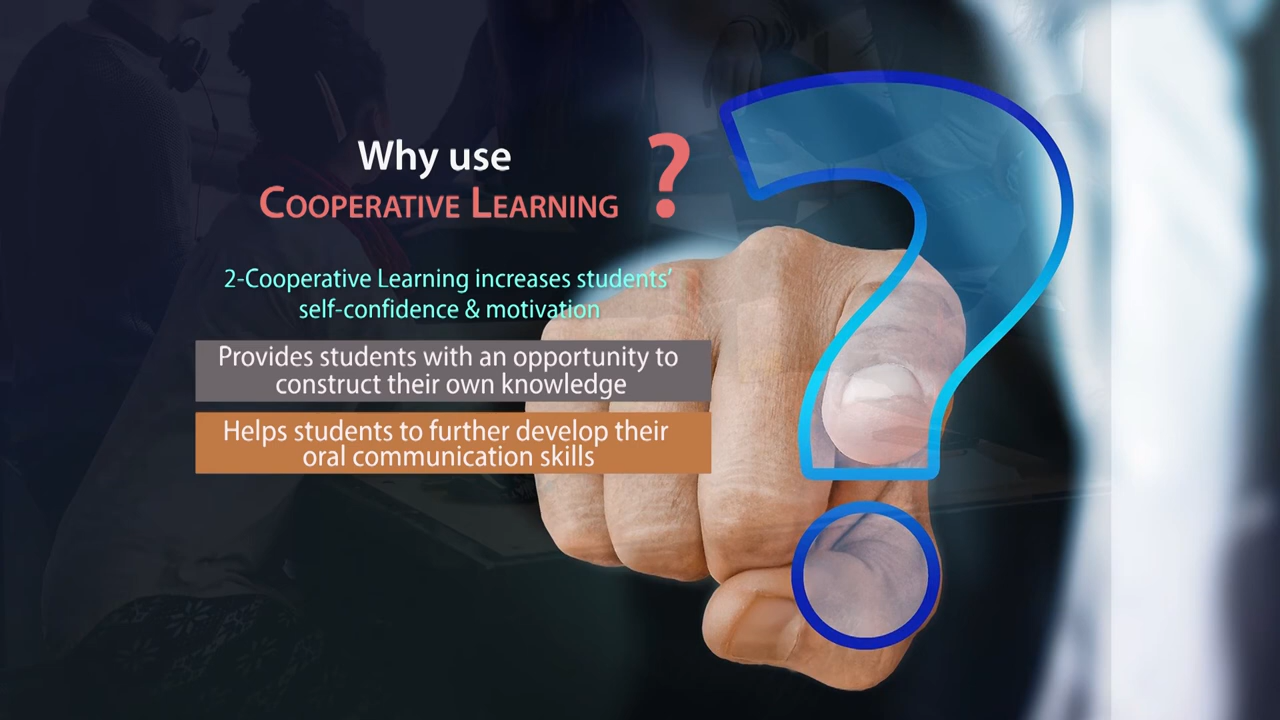 Why use
COOPERATIVE LEARNING ?
2-Cooperative Learning increases students’
self-confidence & motivation
Provides students with an opportunity to
construct their own knowledge
Helps students to further develop their
oral communication skills
?